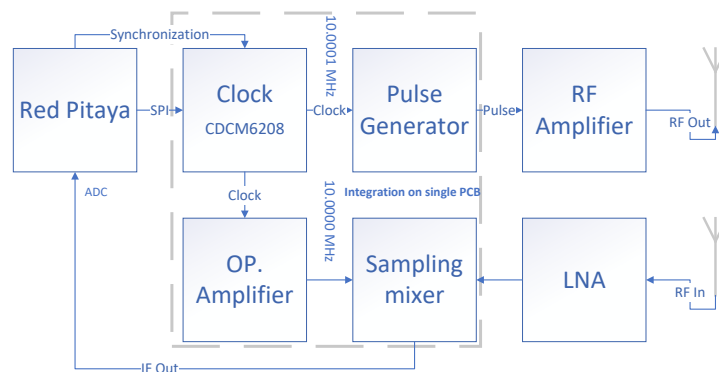 Synchronization
Red Pitaya
SPI
Clock
CDCM6208
Clock
10.0001 MHz
Pulse
Generator
Pulse
RF
Amplifier
RF Out
ADC
Clock
10.0000 MHz
Integration on single PCB
OP.
Amplifier
Sampling
mixer
LNA
RF In
IF Out